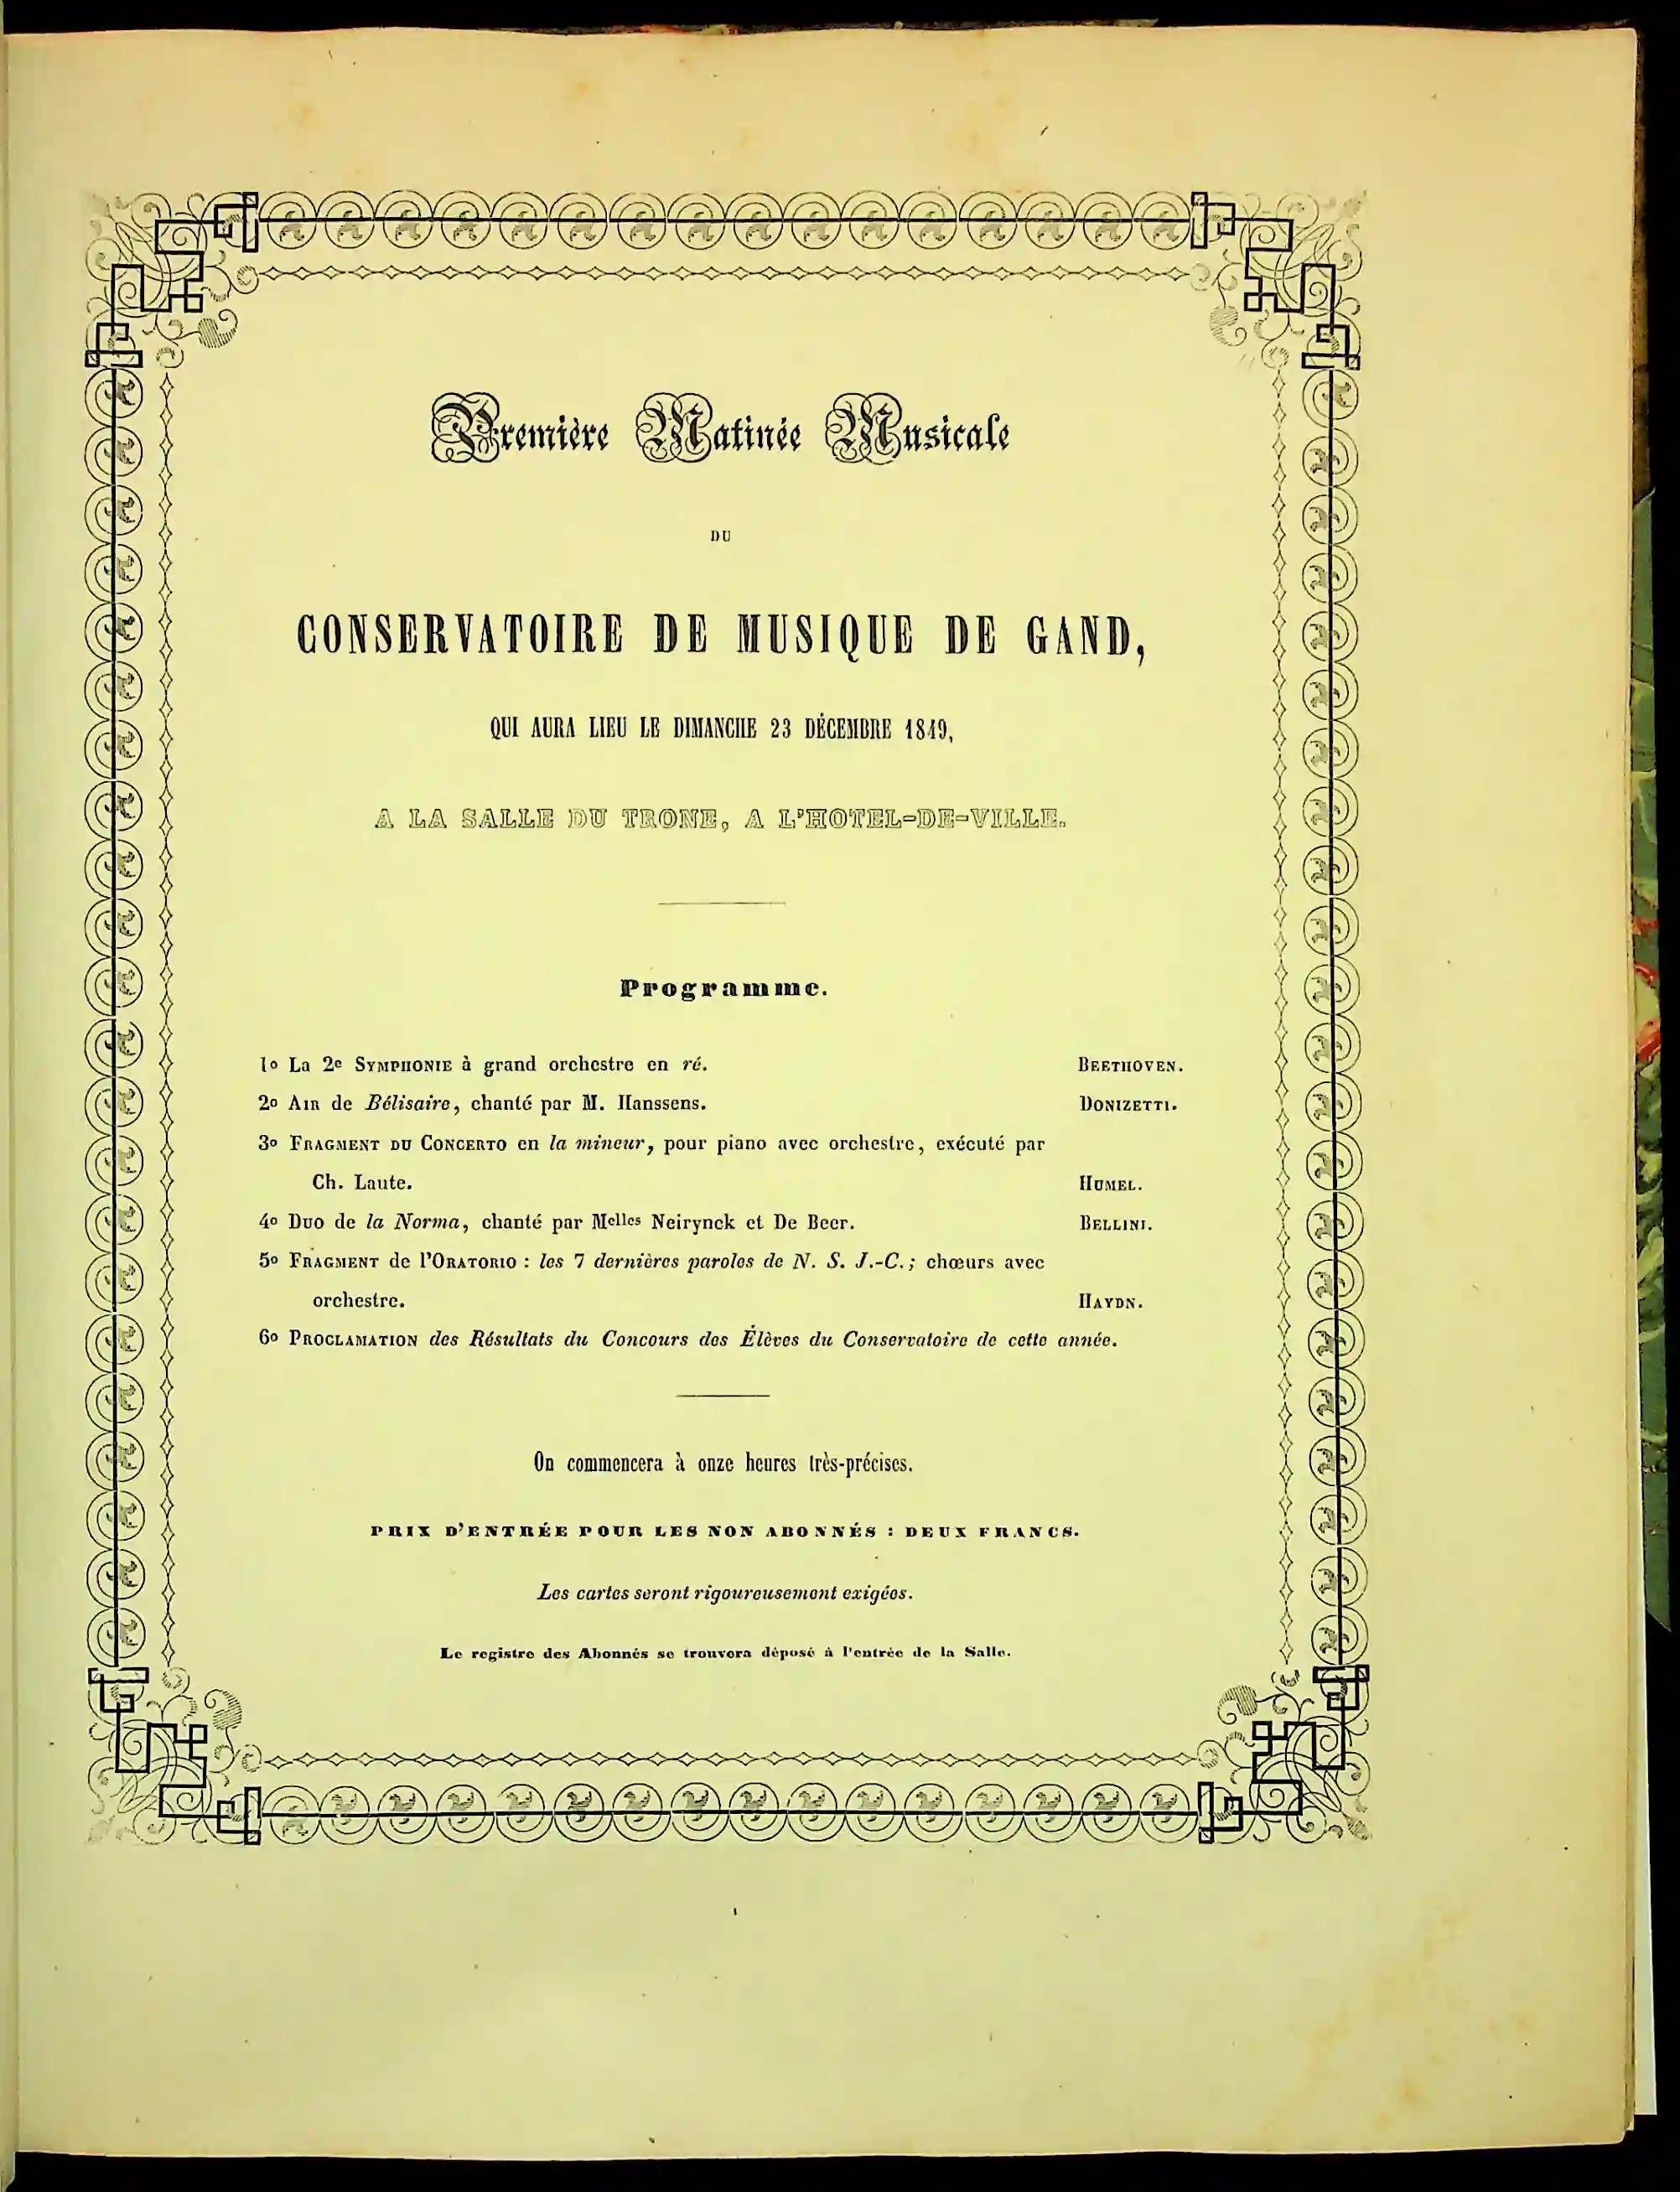 Première Matinée Musicale
DU
CONSERVATOIRE DE MUSIQUE DE GAND,
QUI AURA LIEU LE DIMANCHE 23 DÉCEMBRE 1849,
A LA SALLE DU TRONE, A L'HOTEL-DE-VILLE.
Programme.
1o La 2e SYMPHONIE à grand orchestre en ré. BEETHOVEN.
2o AIR de Bélisaire, chanté par M. Hanssens. DONIZETTI.
3o FRAGMENT DU CONCERTO en la mineur, pour piano avec orchestre, exécuté par
Ch. Laute. HUMEL.
4o DUO de la Norma, chanté par Melles Neirynck et De Beer. BELLINI.
5o FRAGMENT de l'ORATORIO : les 7 dernières paroles de N. S. J.-C.; chœurs avec
orchestre. HAYDN.
6o PROCLAMATION des Résultats du Concours des Élèves du Conservatoire de cette année.
On commencera à onze heures très-précises.
PRIX D'ENTRÉE POUR LES NON ABONNÉS : DEUX FRANCS.
Les cartes seront rigoureusement exigées.
Le registre des Abonnés se trouvera déposé à l'entrée de la Salle.